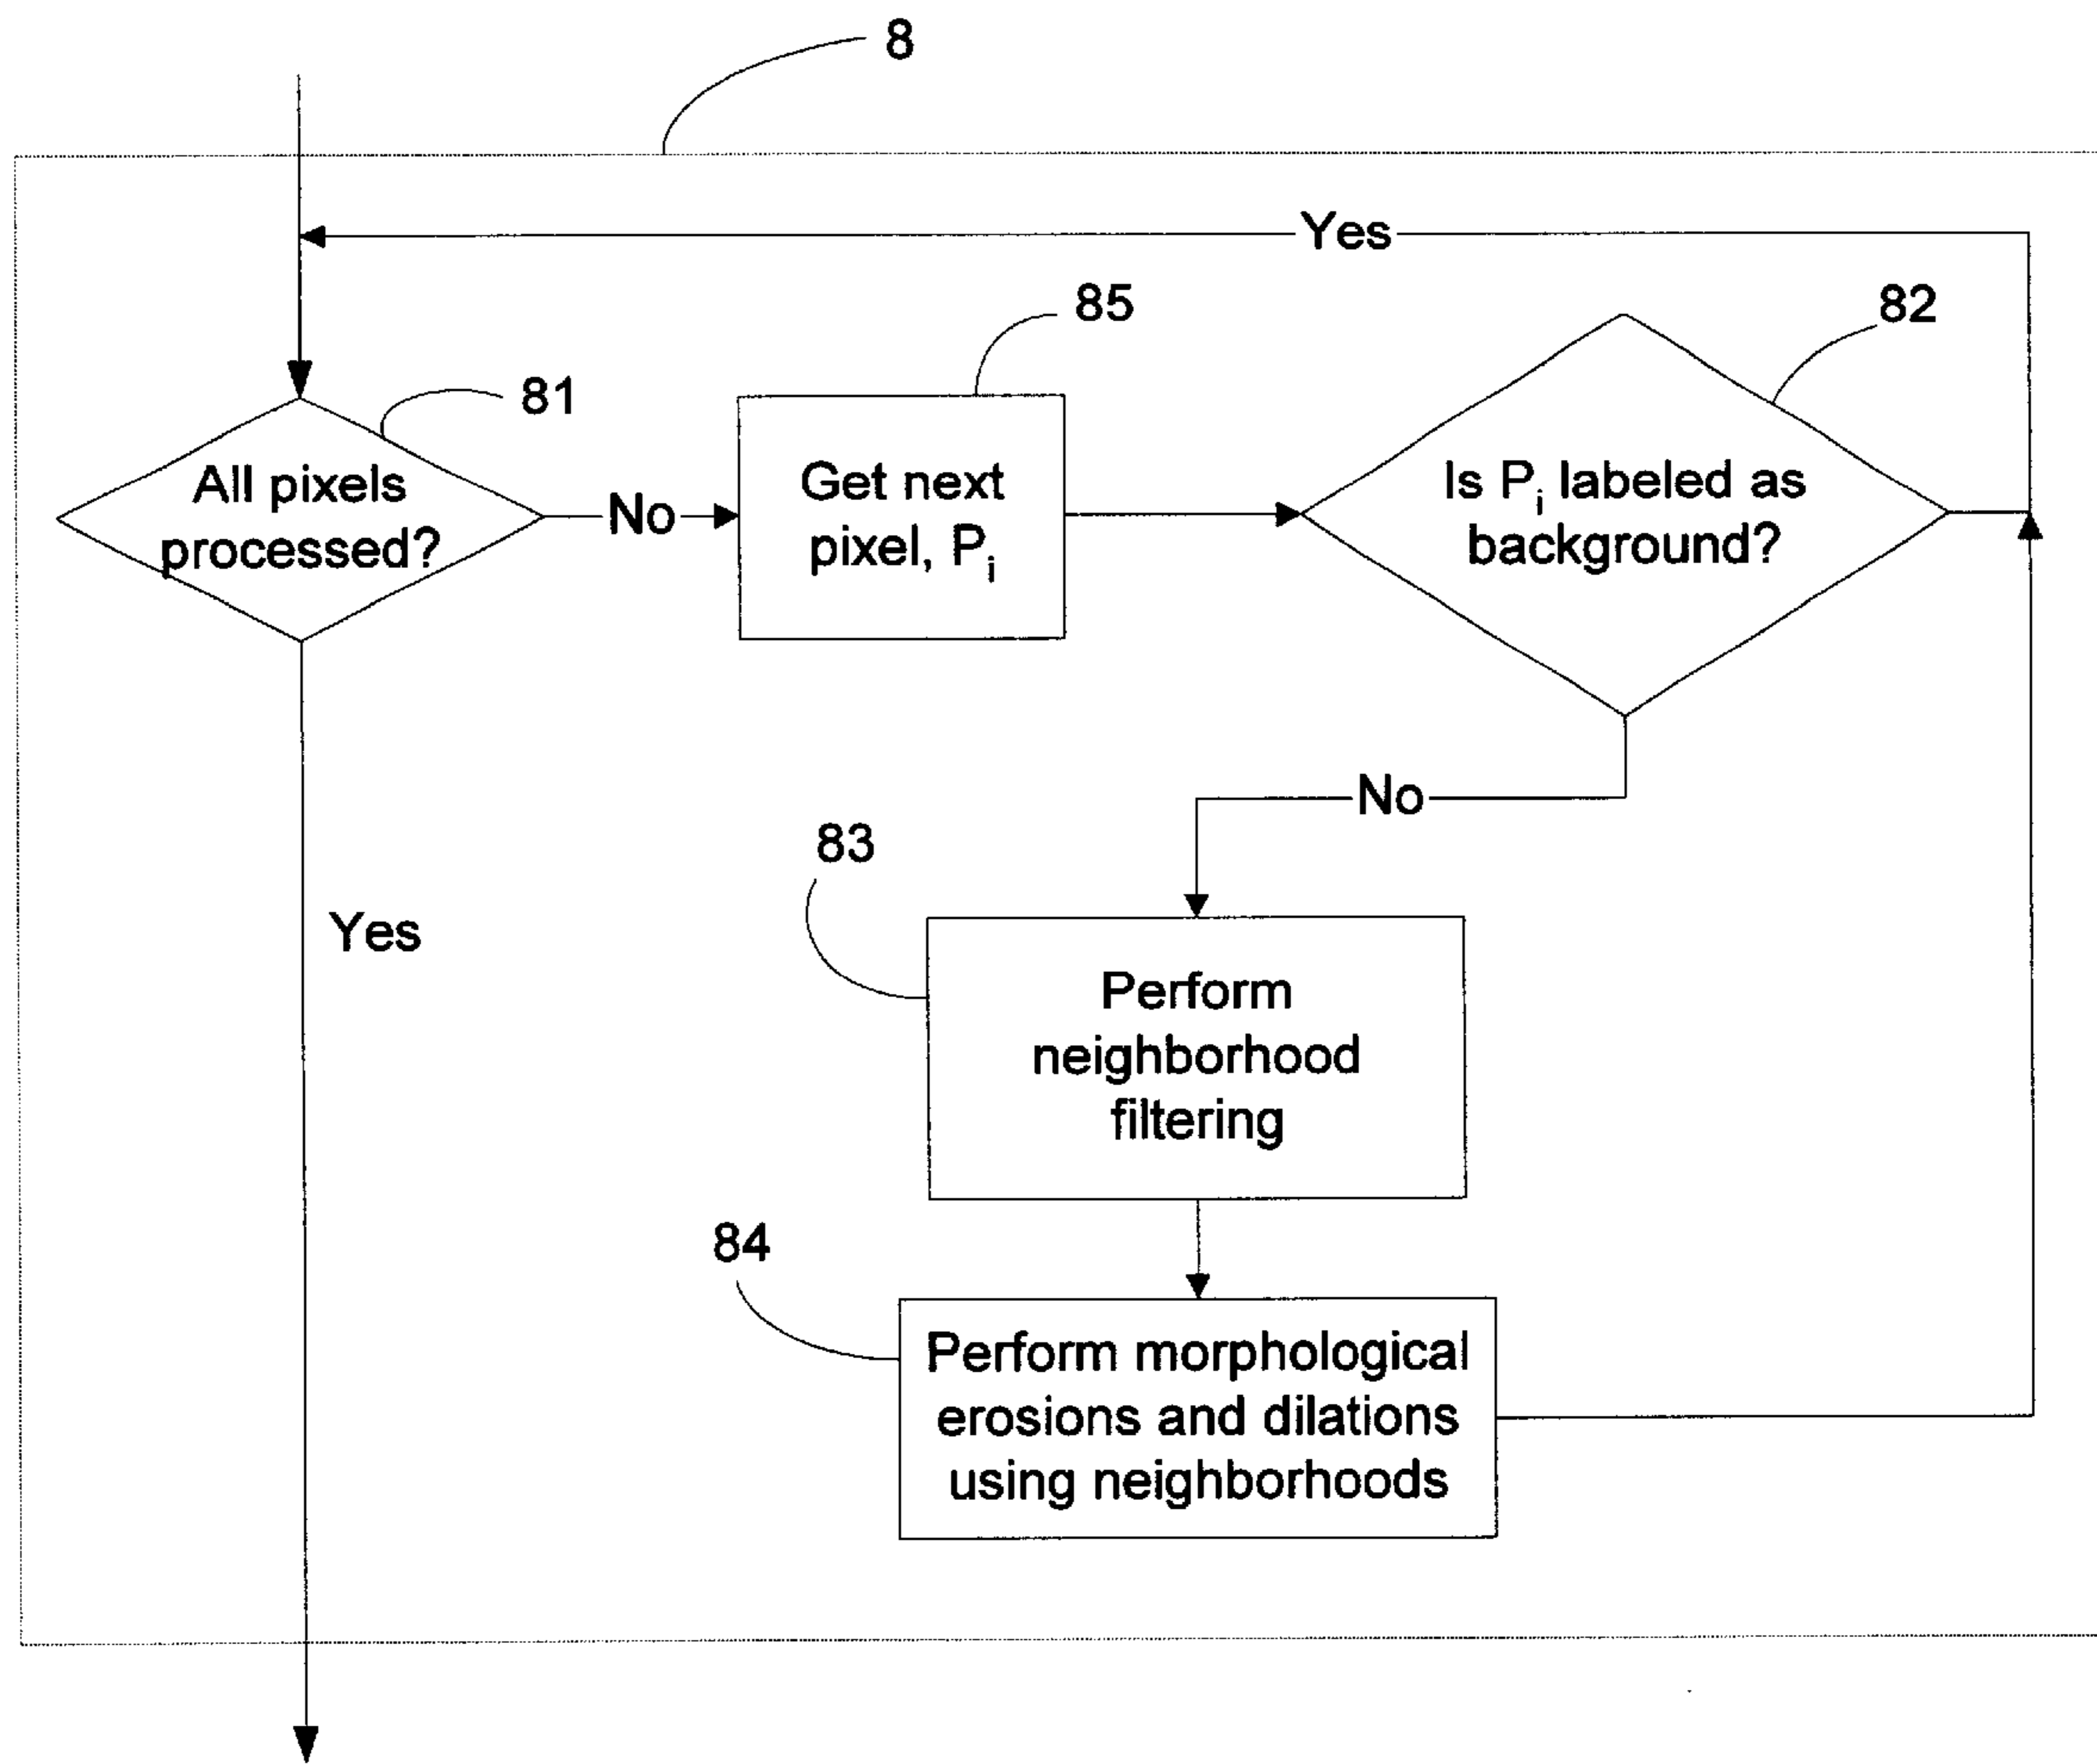 8
Yes
85
82
81
All pixels
processed?
No
Get next
pixel, Pi
Is Pi labeled as
background?
No
83
Yes
Perform
neighborhood
filtering
84
Perform morphological
erosions and dilations
using neighborhoods